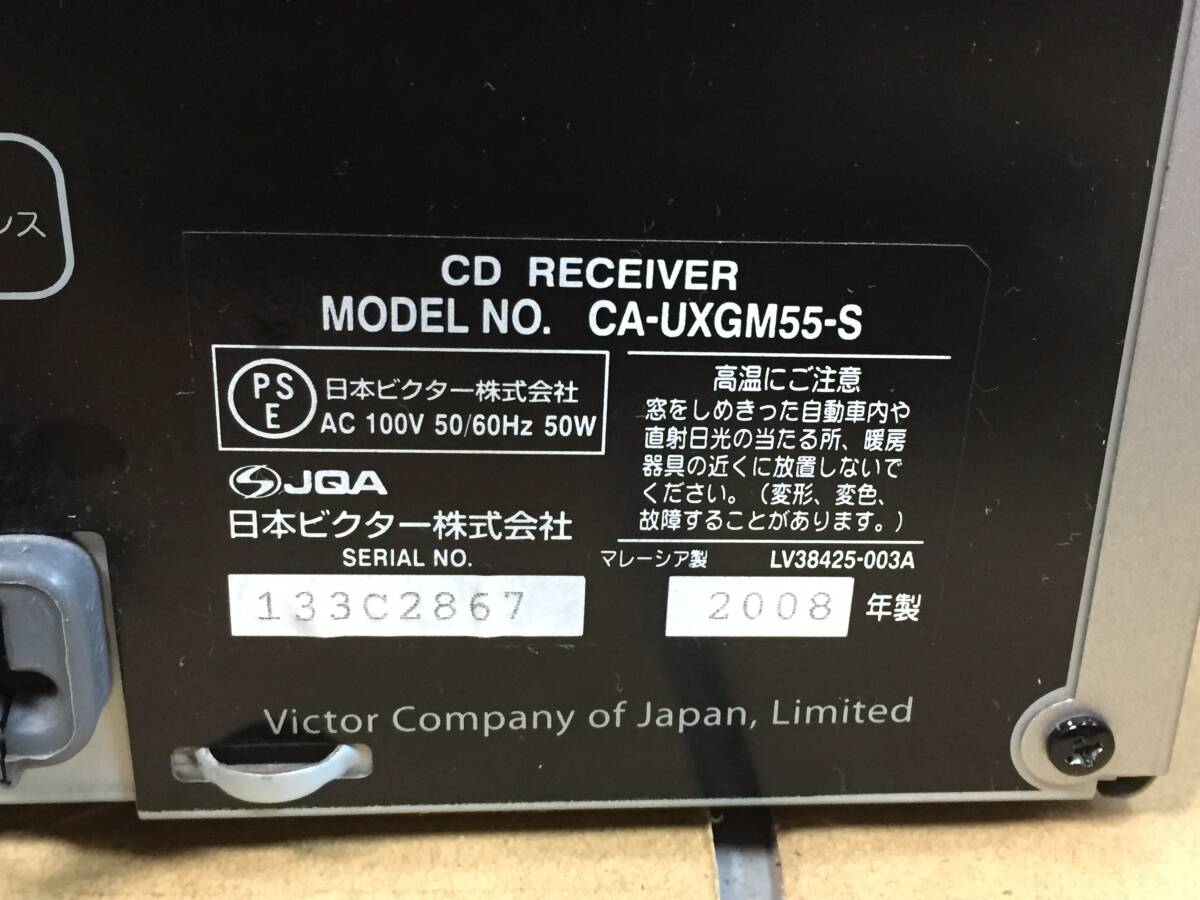 CD RECEIVER
MODEL NO. CA-UXGM55-S
PS
E
日本ビクター株式会社
AC 100V 50/60Hz 50W
JQA
日本ビクター株式会社
SERIAL NO.
133C2867
高温にご注意
窓をしめきった自動車内や
直射日光の当たる所、暖房
器具の近くに放置しないで
ください。(変形、変色、
故障することがあります。)
マレーシア製 LV38425-003A
2008 年製
Victor Company of Japan, Limited